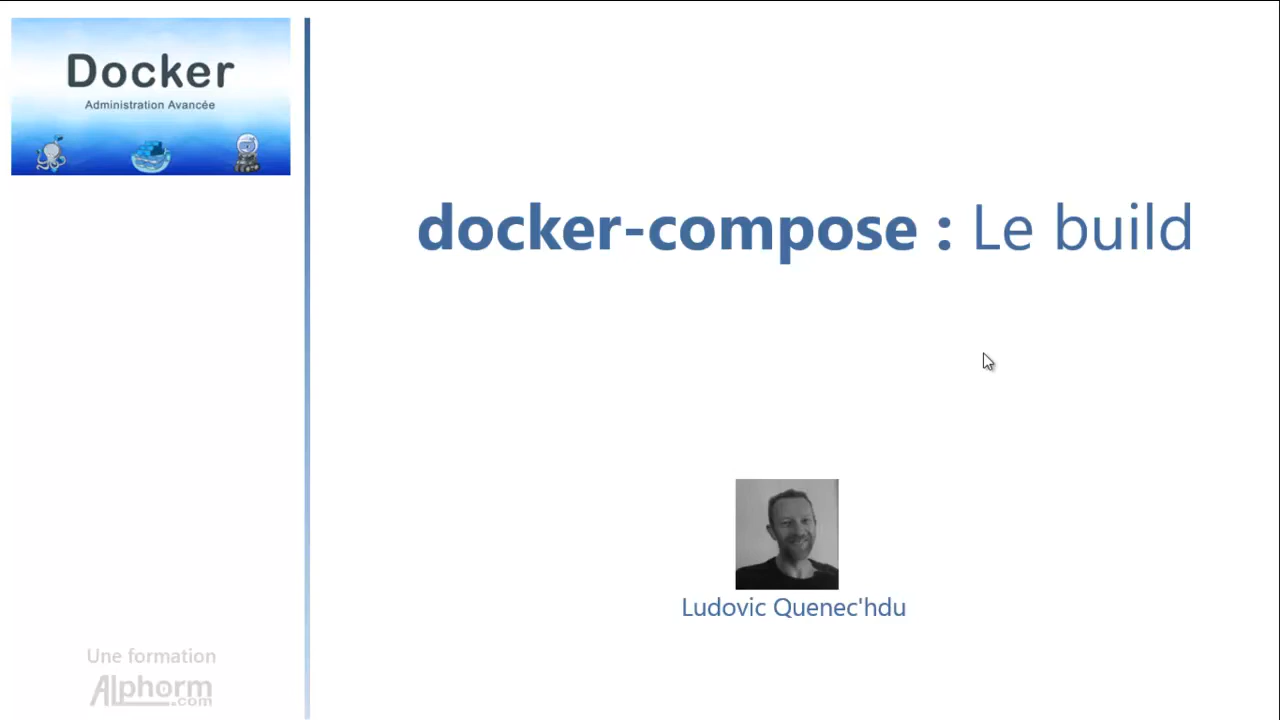 Docker
Administration Avancée
docker-compose : Le build
Ludovic Quenec'hdu
Une formation
Alphorm
.com